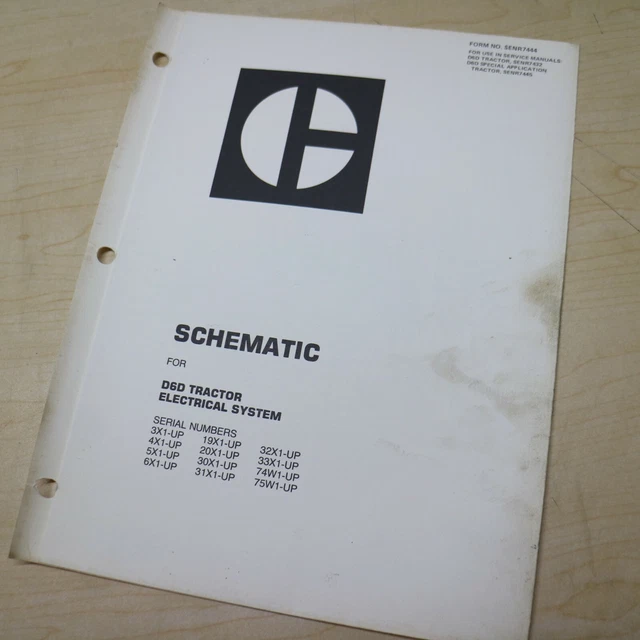 FORM NO. SENR7444
FOR USE IN SERVICE MANUALS:
D6D TRACTOR, SENR7433
D6D SPECIAL APPLICATION
TRACTOR, SENR7445
SCHEMATIC
FOR
D6D TRACTOR
ELECTRICAL SYSTEM
SERIAL NUMBERS
3X1-UP 19X1-UP 32X1-UP
4X1-UP 20X1-UP 33X1-UP
5X1-UP 30X1-UP 74W1-UP
6X1-UP 31X1-UP 75W1-UP